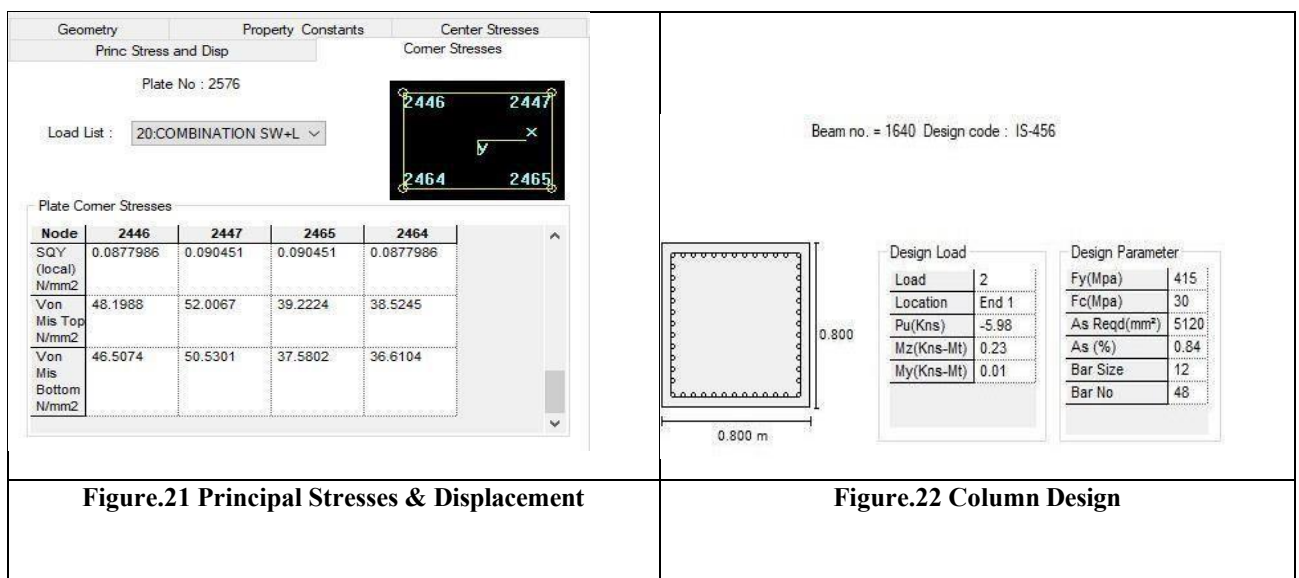 Geometry Property Constants Center Stresses
Princ Stress and Disp Corner Stresses
Plate No : 2576
Load List : 20:COMBINATION SW+L
2446 2447
x
y
2464 2465
Plate Corner Stresses
Node 2446 2447 2465 2464
SQY (local) N/mm2 0.0877986 0.090451 0.090451 0.0877986
Von Mis Top N/mm2 48.1988 52.0067 39.2224 38.5245
Von Mis Bottom N/mm2 46.5074 50.5301 37.5802 36.6104
Figure.21 Principal Stresses & Displacement
Beam no. = 1640 Design code : IS-456
0.800
0.800 m
Design Load
Load 2
Location End 1
Pu(Kns) -5.98
Mz(Kns-Mt) 0.23
My(Kns-Mt) 0.01
Design Parameter
Fy(Mpa) 415
Fc(Mpa) 30
As Reqd(mm²) 5120
As (%) 0.84
Bar Size 12
Bar No 48
Figure.22 Column Design